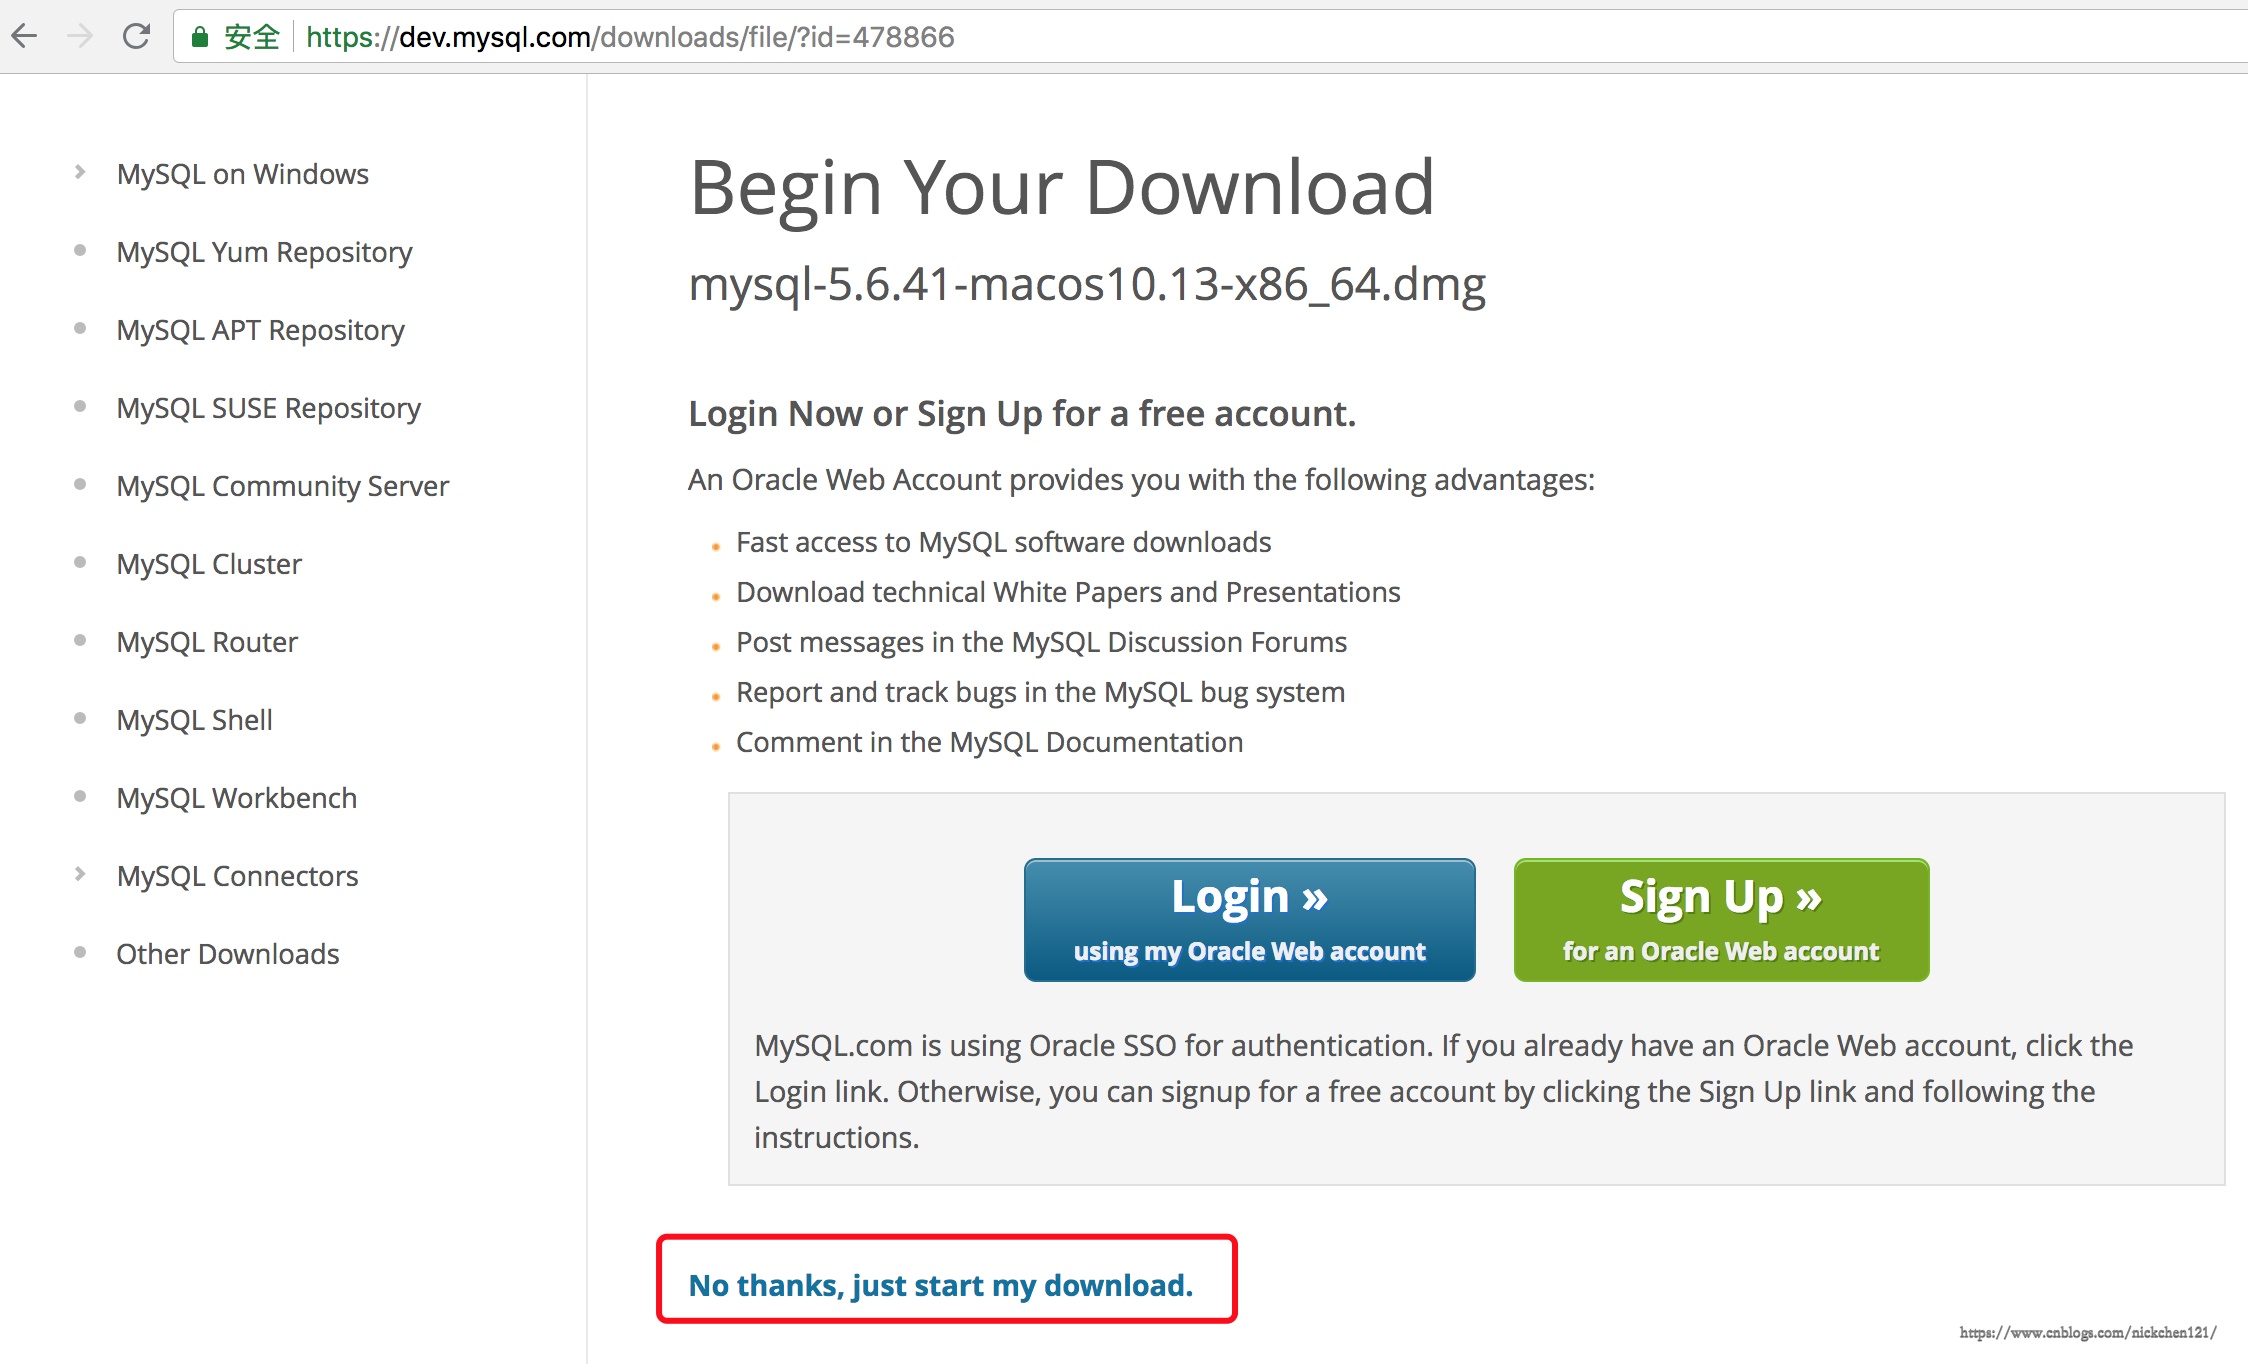 安全 https://dev.mysql.com/downloads/file/?id=478866
MySQL on Windows
MySQL Yum Repository
MySQL APT Repository
MySQL SUSE Repository
MySQL Community Server
MySQL Cluster
MySQL Router
MySQL Shell
MySQL Workbench
MySQL Connectors
Other Downloads
Begin Your Download
mysql-5.6.41-macos10.13-x86_64.dmg
Login Now or Sign Up for a free account.
An Oracle Web Account provides you with the following advantages:
Fast access to MySQL software downloads
Download technical White Papers and Presentations
Post messages in the MySQL Discussion Forums
Report and track bugs in the MySQL bug system
Comment in the MySQL Documentation
Login »
using my Oracle Web account
Sign Up »
for an Oracle Web account
MySQL.com is using Oracle SSO for authentication. If you already have an Oracle Web account, click the
Login link. Otherwise, you can signup for a free account by clicking the Sign Up link and following the
instructions.
No thanks, just start my download.
https://www.cnblogs.com/nickchen121/